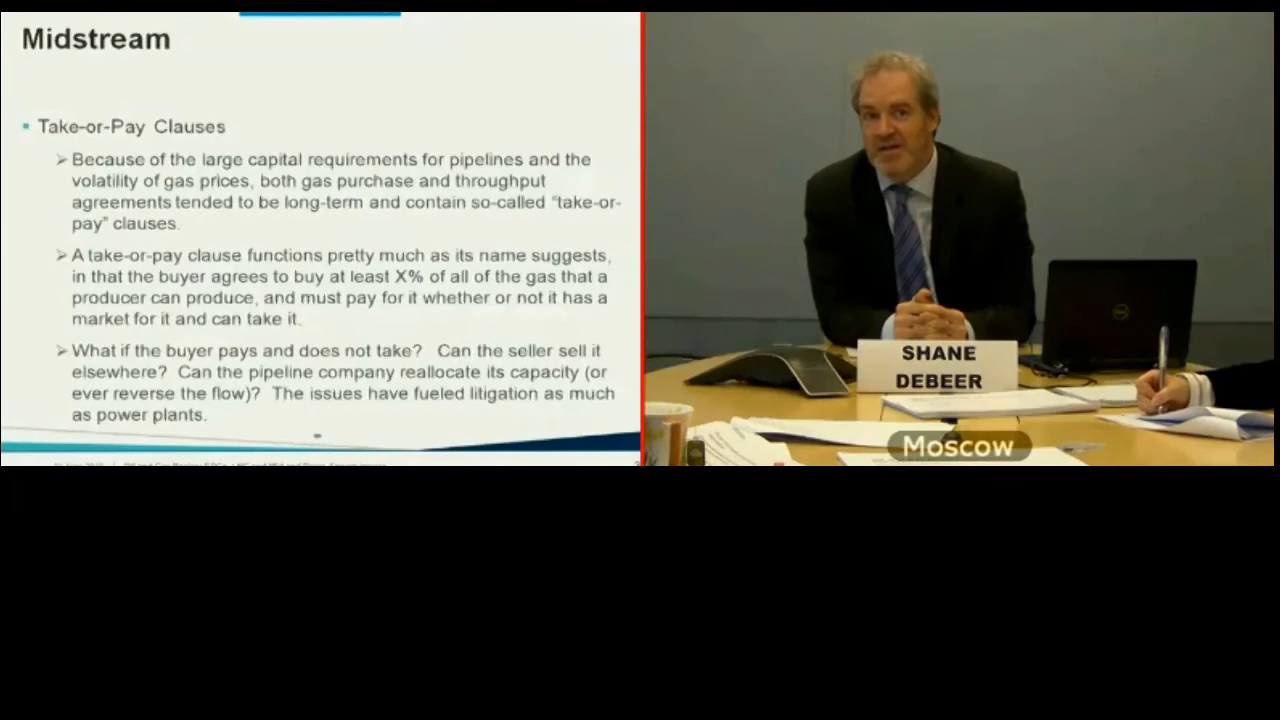 Midstream
Take-or-Pay Clauses
Because of the large capital requirements for pipelines and the
volatility of gas prices, both gas purchase and throughput
agreements tended to be long-term and contain so-called “take-or-
pay” clauses.
A take-or-pay clause functions pretty much as its name suggests,
in that the buyer agrees to buy at least X% of all of the gas that a
producer can produce, and must pay for it whether or not it has a
market for it and can take it.
What if the buyer pays and does not take? Can the seller sell it
elsewhere? Can the pipeline company reallocate its capacity (or
ever reverse the flow)? The issues have fueled litigation as much
as power plants.
SHANE
DEBEER
Moscow